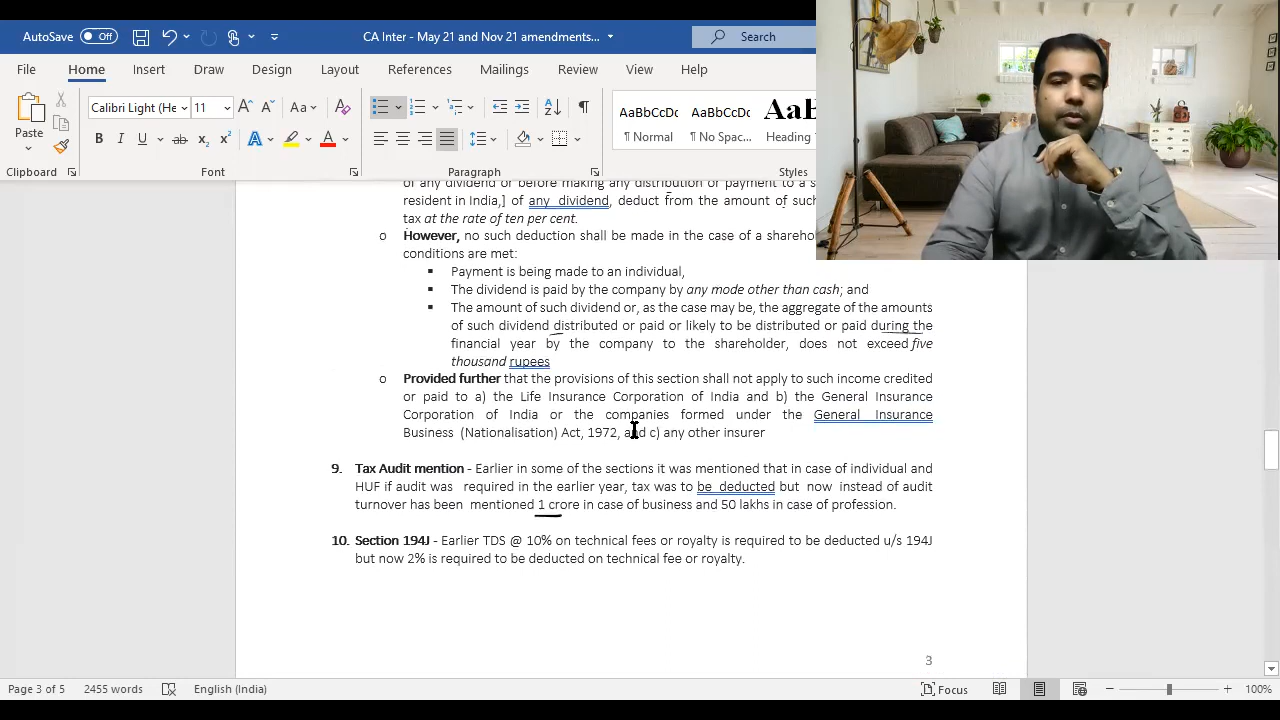 AutoSave Off CA Inter - May 21 and Nov 21 amendments... Search
File Home Insert Draw Design Layout References Mailings Review View Help
Paste
Calibri Light (He 11
Aa
B I U ab x₂ x² A A
AaBbCcDc AaBbCcDc AaB
¶ Normal ¶ No Spac... Heading
Clipboard Font Paragraph Styles
of any dividend or before making any distribution or payment to a s
resident in India,] of any dividend, deduct from the amount of such
tax at the rate of ten per cent.
o However, no such deduction shall be made in the case of a shareho
conditions are met:
▪ Payment is being made to an individual,
▪ The dividend is paid by the company by any mode other than cash; and
▪ The amount of such dividend or, as the case may be, the aggregate of the amounts
of such dividend distributed or paid or likely to be distributed or paid during the
financial year by the company to the shareholder, does not exceed five
thousand rupees
o Provided further that the provisions of this section shall not apply to such income credited
or paid to a) the Life Insurance Corporation of India and b) the General Insurance
Corporation of India or the companies formed under the General Insurance
Business (Nationalisation) Act, 1972, and c) any other insurer
9. Tax Audit mention - Earlier in some of the sections it was mentioned that in case of individual and
HUF if audit was required in the earlier year, tax was to be deducted but now instead of audit
turnover has been mentioned 1 crore in case of business and 50 lakhs in case of profession.
10. Section 194J - Earlier TDS @ 10% on technical fees or royalty is required to be deducted u/s 194J
but now 2% is required to be deducted on technical fee or royalty.
3
Page 3 of 5 2455 words English (India) Focus 100%